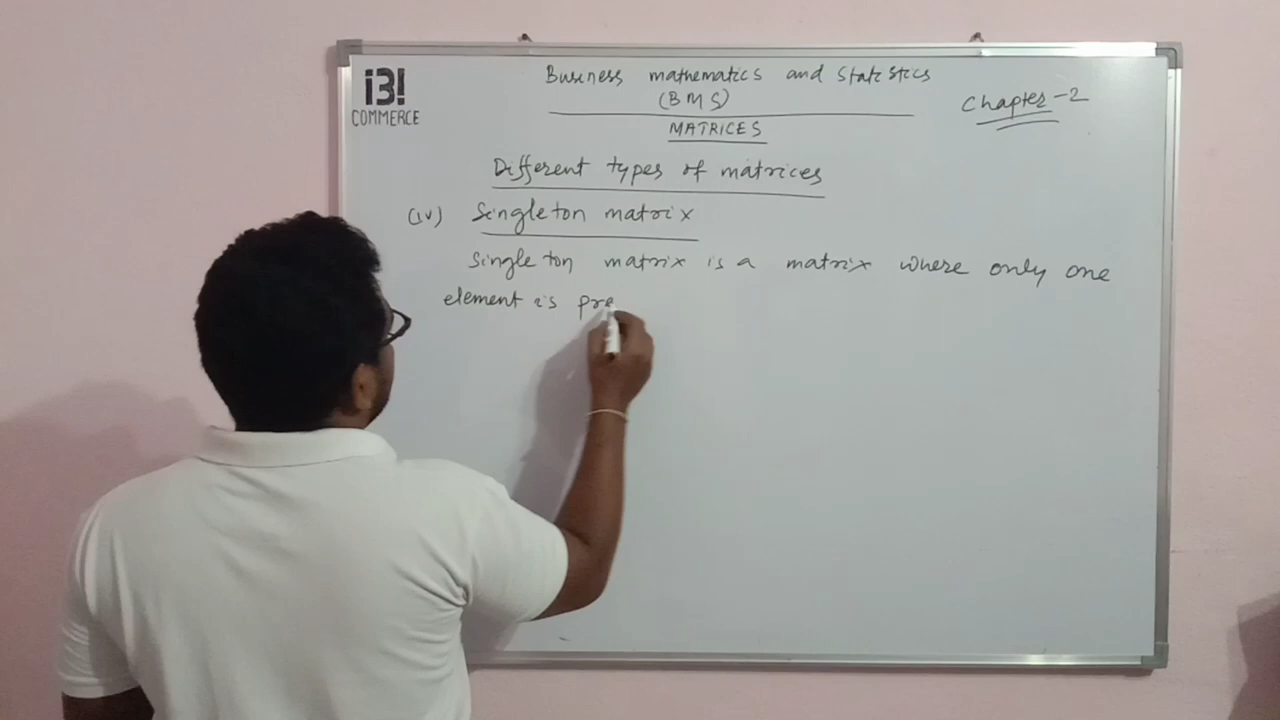 i3!
COMMERCE
Business mathematics and Statistics
(BMS)
Chapter-2
MATRICES
Different types of matrices
(iv) Singleton matrix
Singleton matrix is a matrix where only one
element is pre